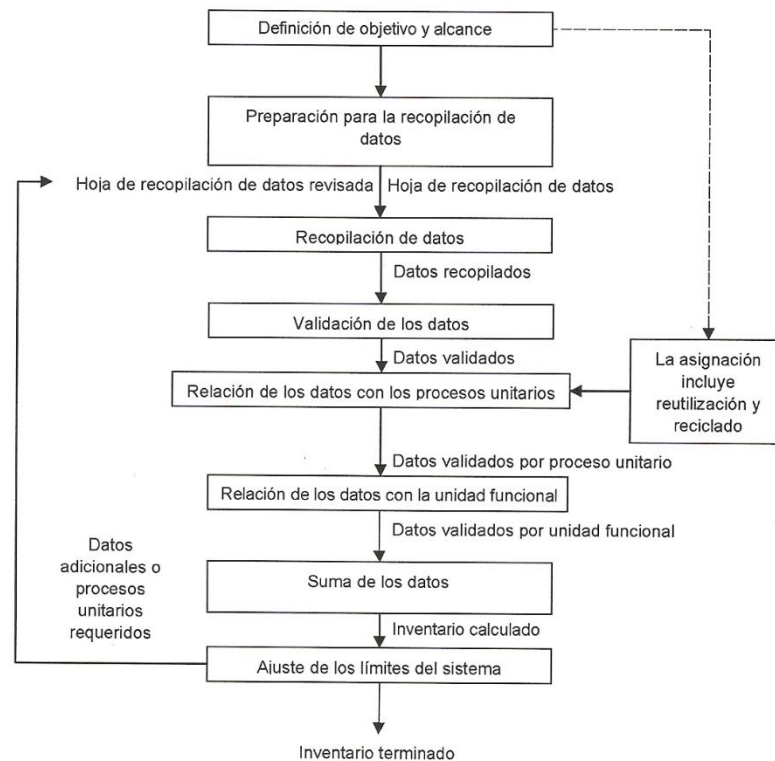 Definición de objetivo y alcance
Preparación para la recopilación de
datos
Hoja de recopilación de datos revisada
Hoja de recopilación de datos
Recopilación de datos
Datos recopilados
Validación de los datos
Datos validados
Relación de los datos con los procesos unitarios
La asignación
incluye
reutilización y
reciclado
Datos validados por proceso unitario
Relación de los datos con la unidad funcional
Datos validados por unidad funcional
Datos
adicionales o
procesos
unitarios
requeridos
Suma de los datos
Inventario calculado
Ajuste de los límites del sistema
Inventario terminado